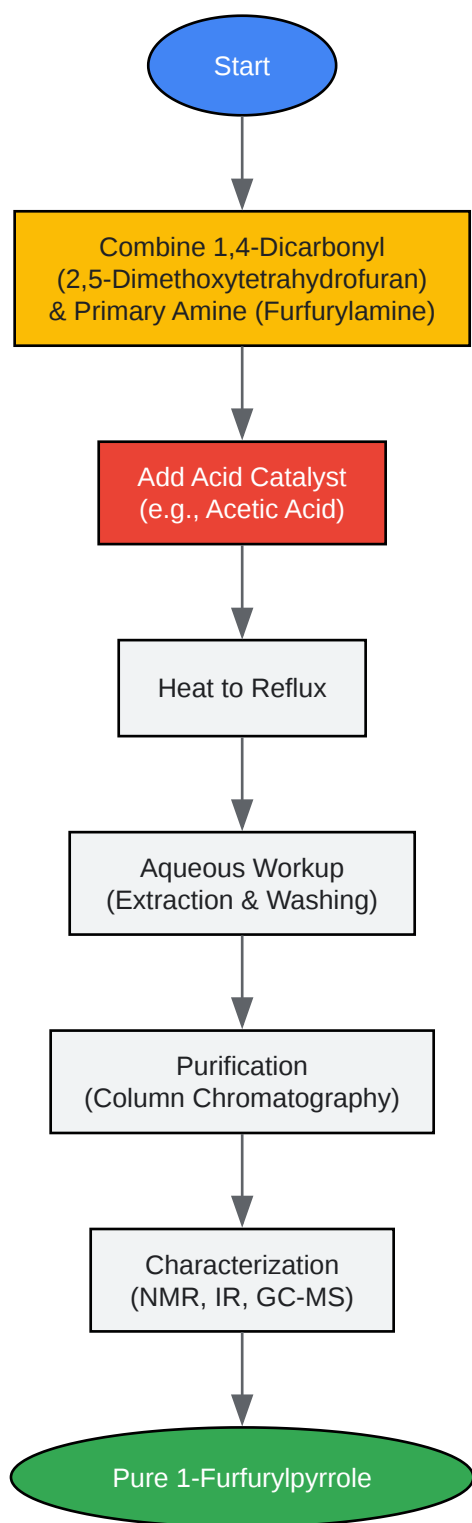 Start
Combine 1,4-Dicarbonyl
(2,5-Dimethoxytetrahydrofuran)
& Primary Amine (Furfurylamine)
Add Acid Catalyst
(e.g., Acetic Acid)
Heat to Reflux
Aqueous Workup
(Extraction & Washing)
Purification
(Column Chromatography)
Characterization
(NMR, IR, GC-MS)
Pure 1-Furfurylpyrrole